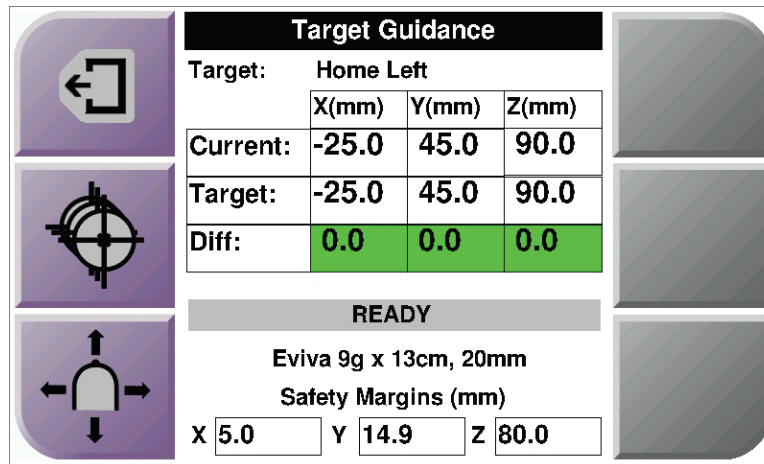 Target Guidance
Target: Home Left
X(mm) Y(mm) Z(mm)
Current: -25.0 45.0 90.0
Target: -25.0 45.0 90.0
Diff: 0.0 0.0 0.0
READY
Eviva 9g x 13cm, 20mm
Safety Margins (mm)
X 5.0 Y 14.9 Z 80.0